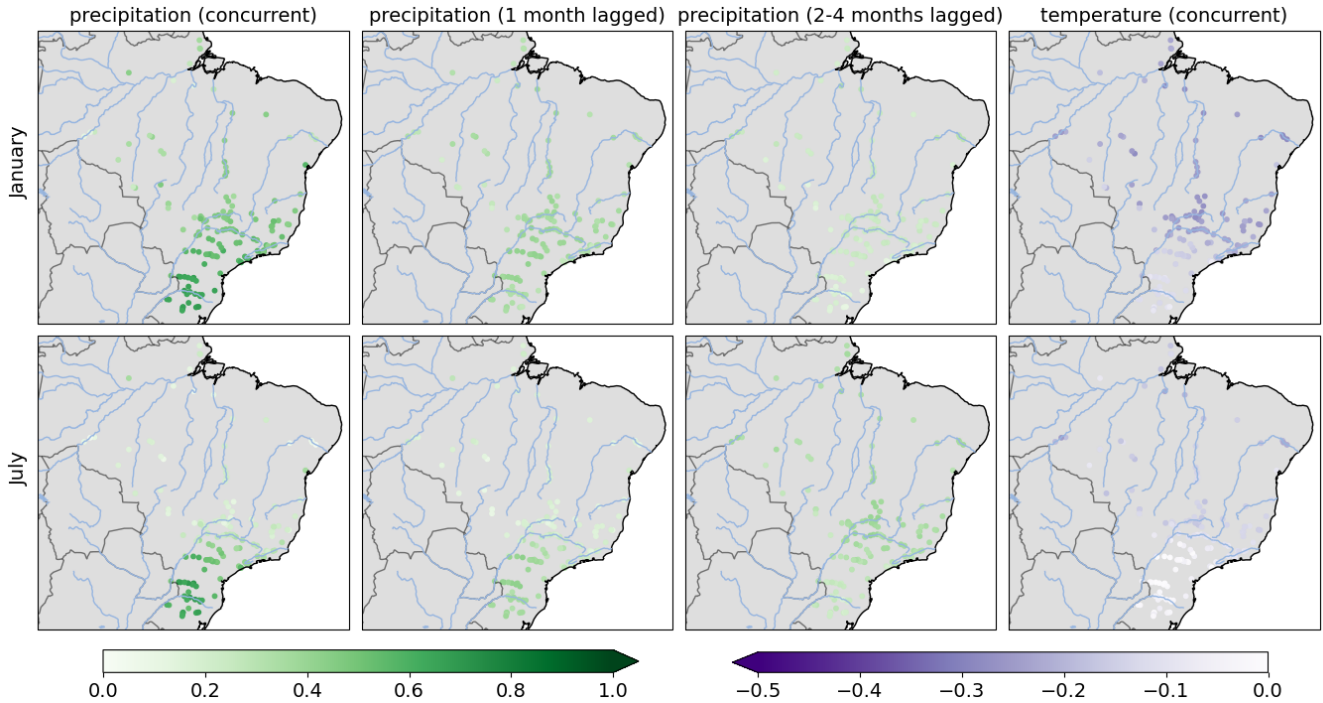 precipitation (concurrent)
precipitation (1 month lagged)
precipitation (2-4 months lagged)
temperature (concurrent)
January
July
0.0
0.2
0.4
0.6
0.8
1.0
−0.5
−0.4
−0.3
−0.2
−0.1
0.0